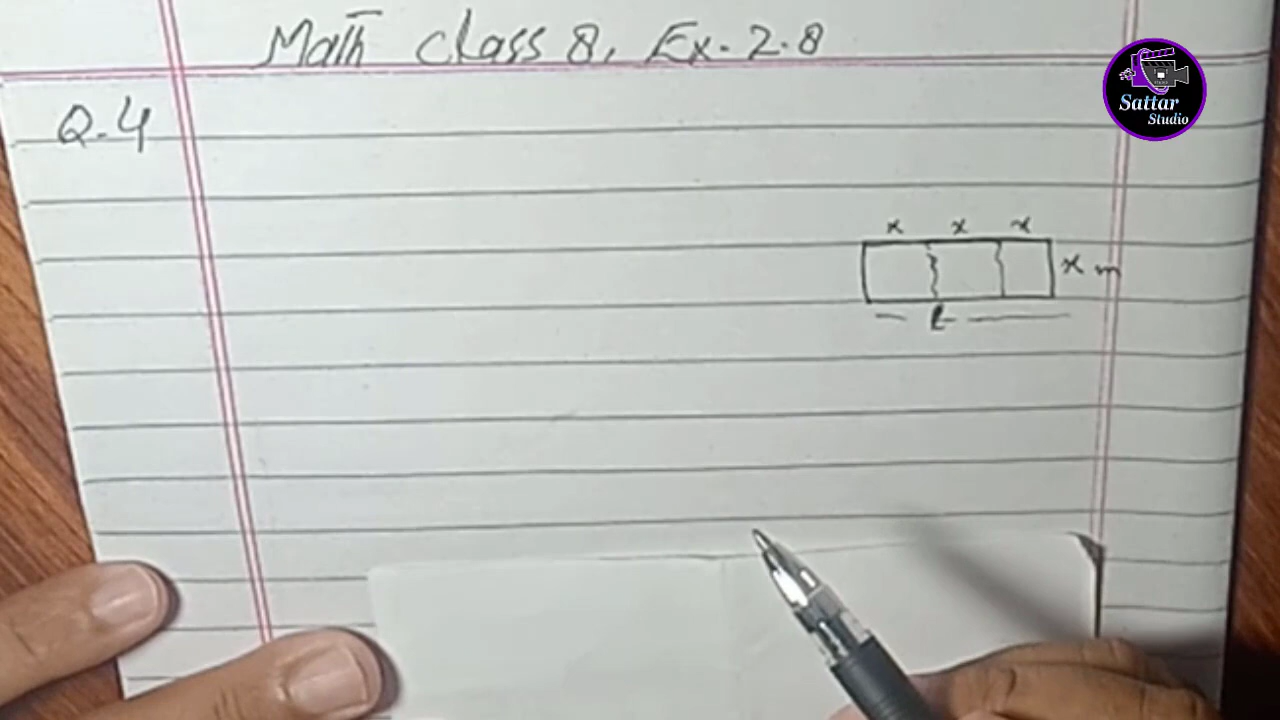 Math class 8, Ex. 2.8
Sattar
Studio
Q.4
x x x
x m
l